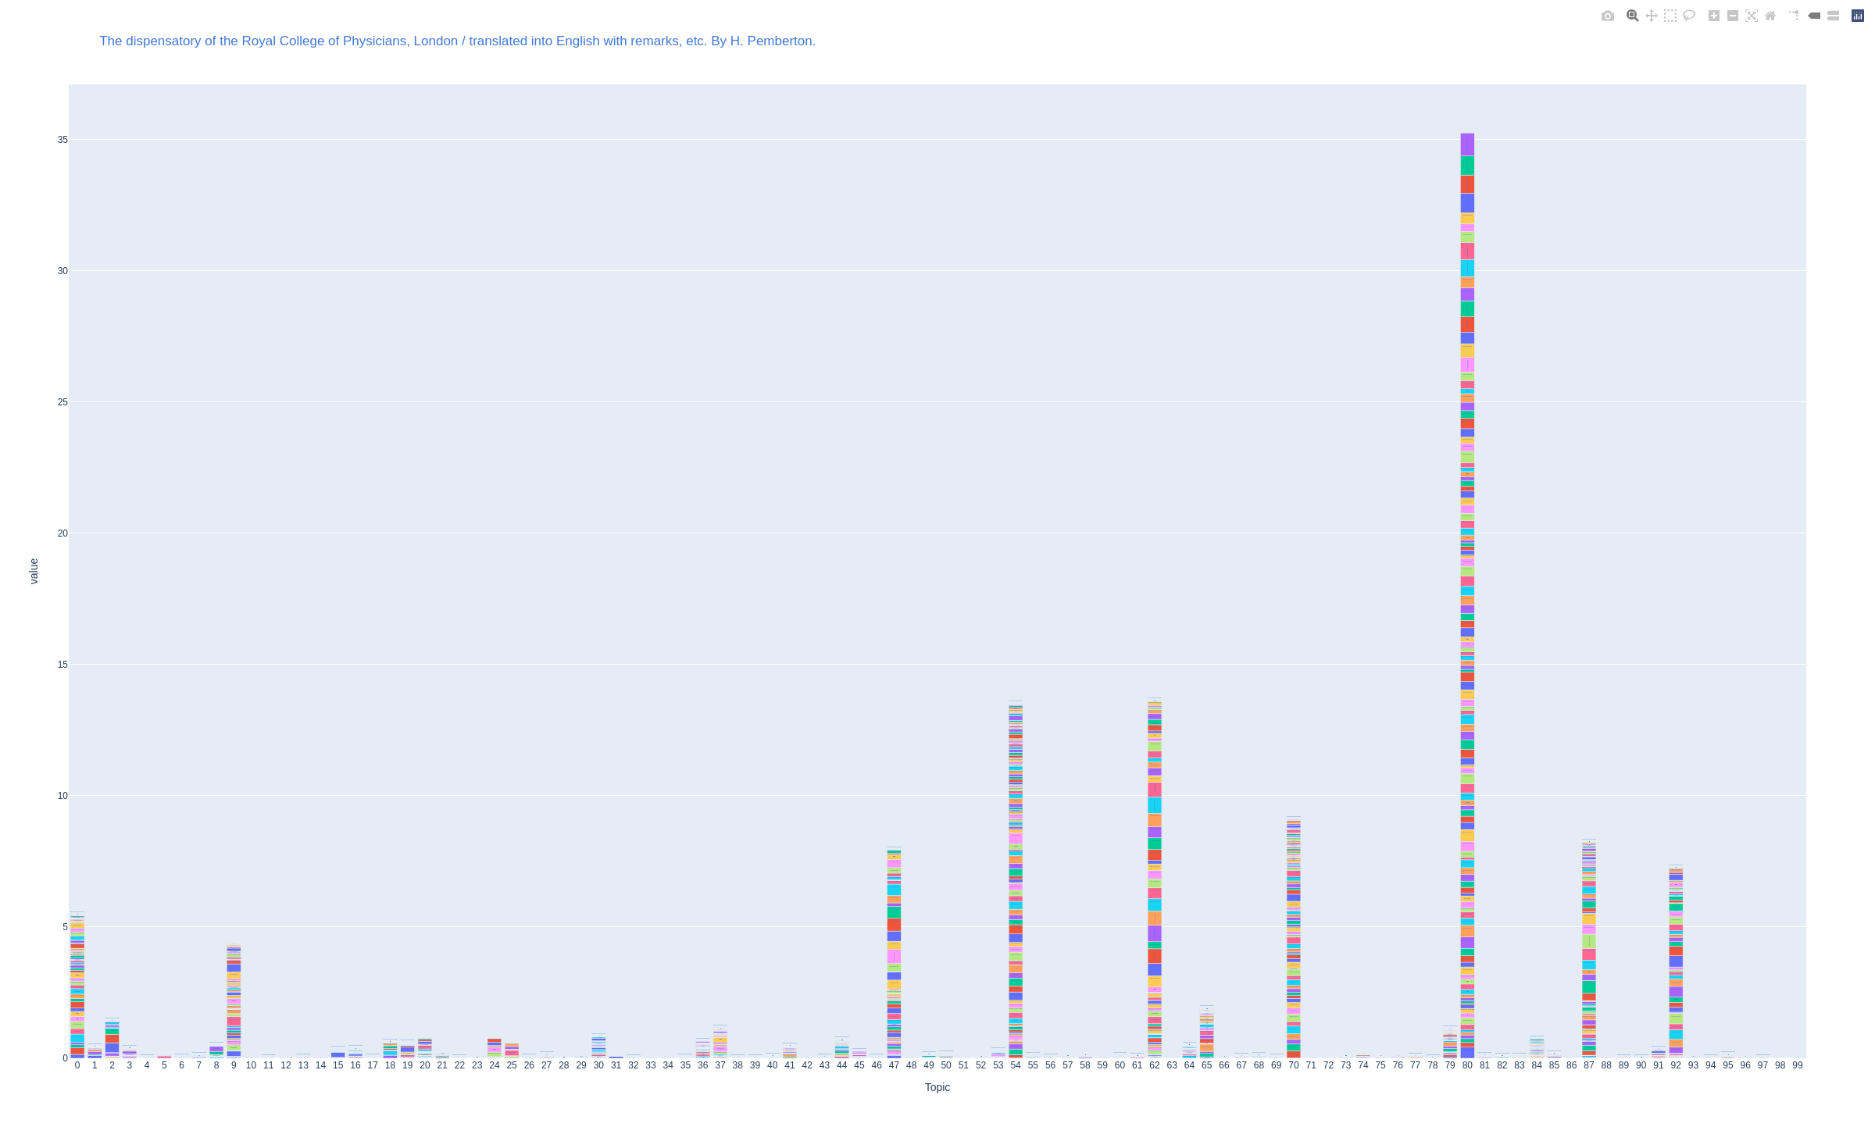 The dispensatory of the Royal College of Physicians, London / translated into English with remarks, etc. By H. Pemberton.
35
30
25
20
15
10
5
0
value
0 1 2 3 4 5 6 7 8 9 10 11 12 13 14 15 16 17 18 19 20 21 22 23 24 25 26 27 28 29 30 31 32 33 34 35 36 37 38 39 40 41 42 43 44 45 46 47 48 49 50 51 52 53 54 55 56 57 58 59 60 61 62 63 64 65 66 67 68 69 70 71 72 73 74 75 76 77 78 79 80 81 82 83 84 85 86 87 88 89 90 91 92 93 94 95 96 97 98 99
Topic